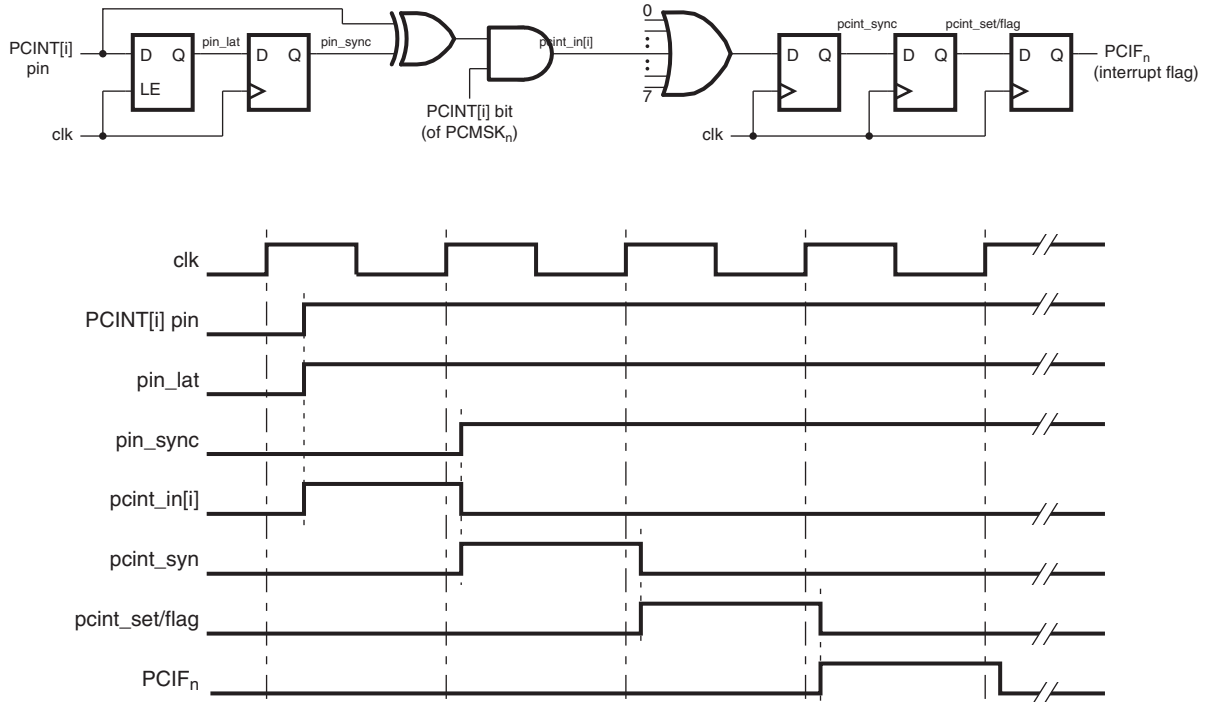 PCINT[i]
pin
D Q
LE
clk
pin_lat
D Q
pin_sync
PCINT[i] bit
(of PCMSKn)
pcint_in[i]
0
7
clk
D Q
pcint_sync
D Q
pcint_set/flag
D Q
PCIFn
(interrupt flag)
clk
PCINT[i] pin
pin_lat
pin_sync
pcint_in[i]
pcint_syn
pcint_set/flag
PCIFn